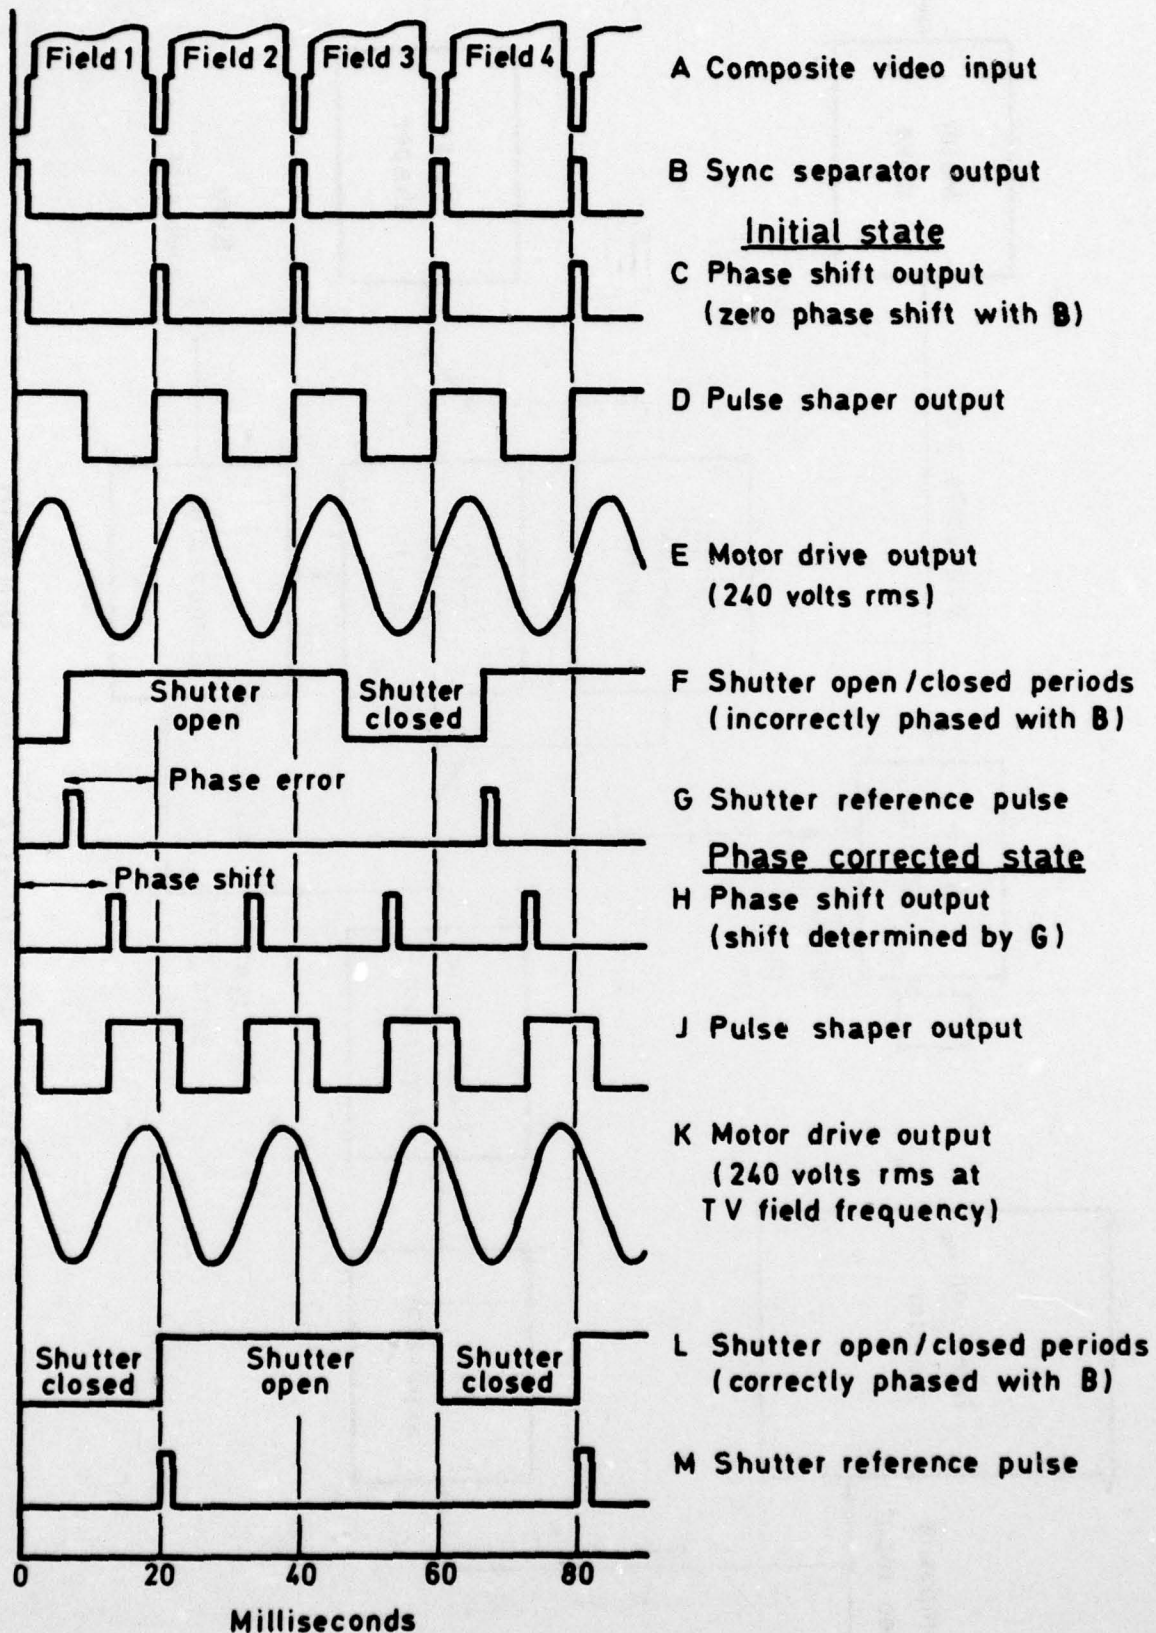 Field 1 Field 2 Field 3 Field 4
A Composite video input
B Sync separator output
Initial state
C Phase shift output
(zero phase shift with B)
D Pulse shaper output
E Motor drive output
(240 volts rms)
Shutter open
Shutter closed
F Shutter open/closed periods
(incorrectly phased with B)
Phase error
G Shutter reference pulse
Phase corrected state
Phase shift
H Phase shift output
(shift determined by G)
J Pulse shaper output
K Motor drive output
(240 volts rms at
TV field frequency)
Shutter closed
Shutter open
Shutter closed
L Shutter open/closed periods
(correctly phased with B)
M Shutter reference pulse
0 20 40 60 80
Milliseconds